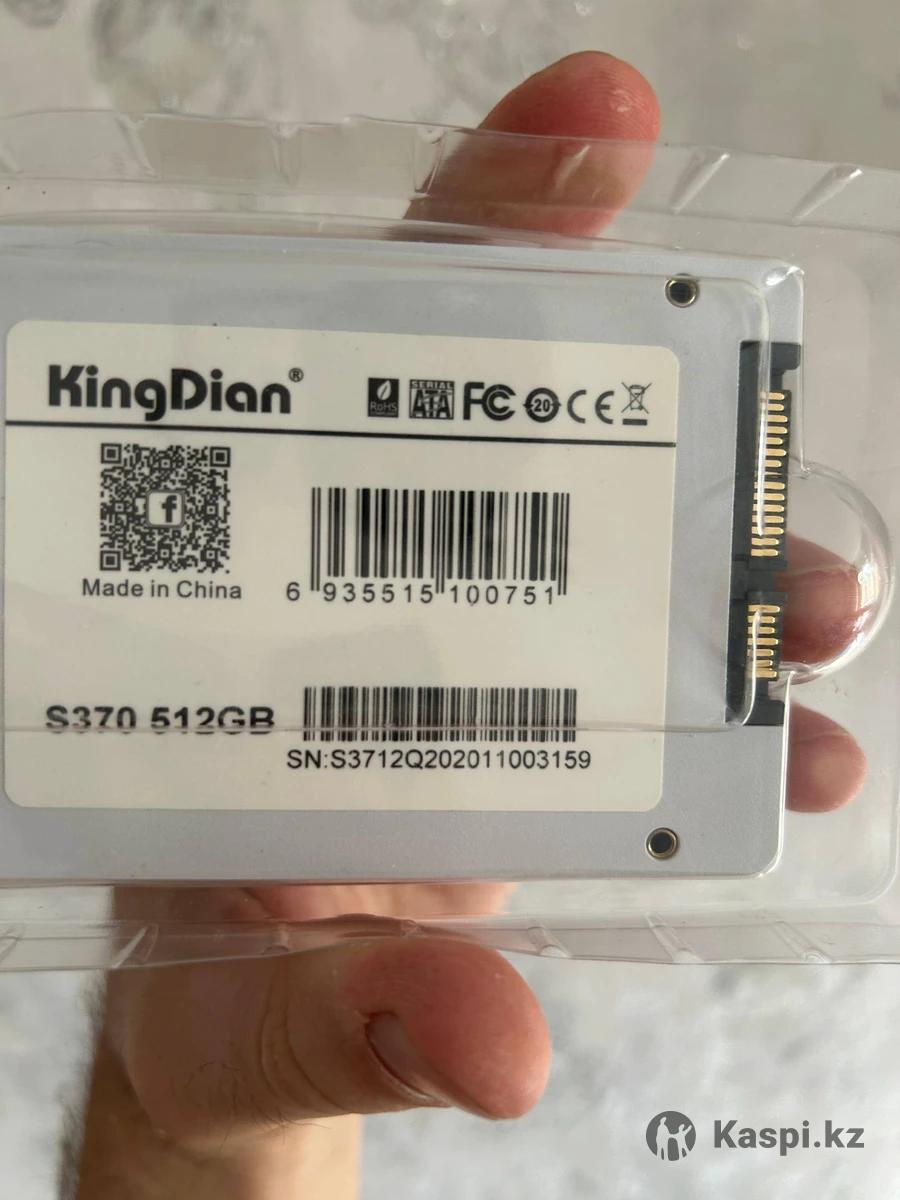 KingDian®
RoHS
SERIAL ATA FC 20 CE
Made in China
6 935515 100751
S370 512GB
SN:S3712Q202011003159
Kaspi.kz